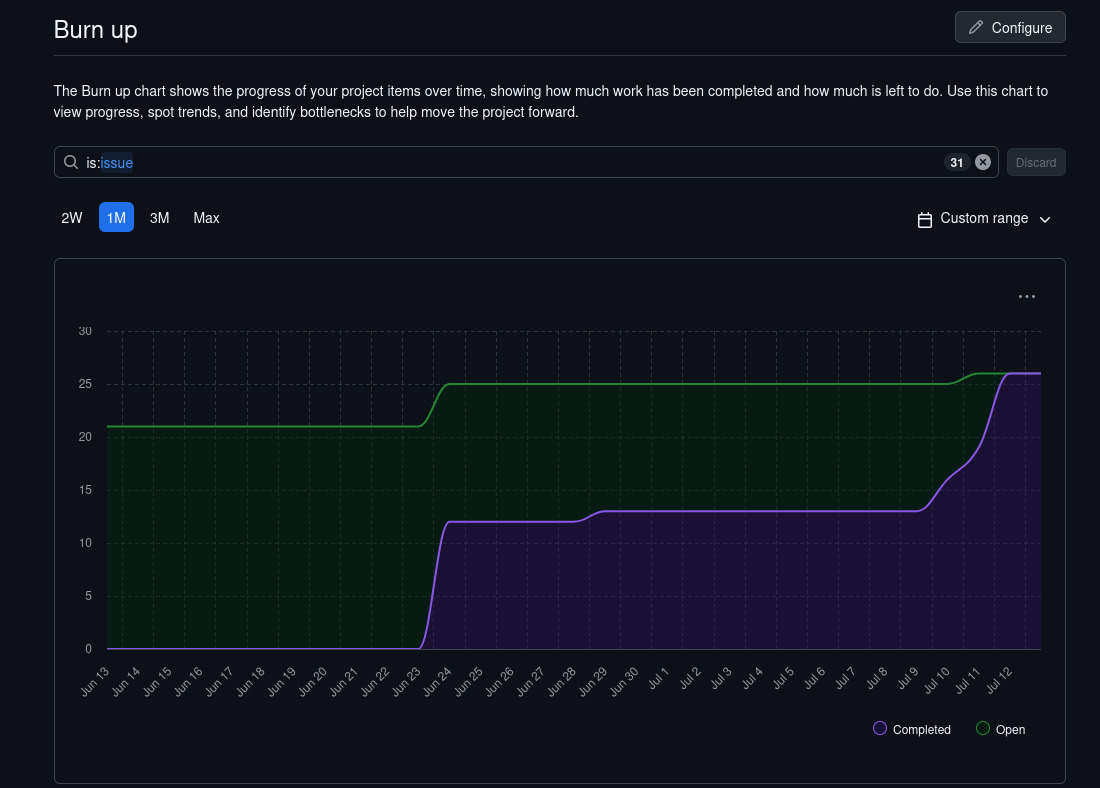 Burn up
Configure
The Burn up chart shows the progress of your project items over time, showing how much work has been completed and how much is left to do. Use this chart to
view progress, spot trends, and identify bottlenecks to help move the project forward.
is:issue
31
Discard
2W 1M 3M Max
Custom range
30
25
20
15
10
5
0
Jun 13 Jun 14 Jun 15 Jun 16 Jun 17 Jun 18 Jun 19 Jun 20 Jun 21 Jun 22 Jun 23 Jun 24 Jun 25 Jun 26 Jun 27 Jun 28 Jun 29 Jun 30 Jul 1 Jul 2 Jul 3 Jul 4 Jul 5 Jul 6 Jul 7 Jul 8 Jul 9 Jul 10 Jul 11 Jul 12
Completed Open